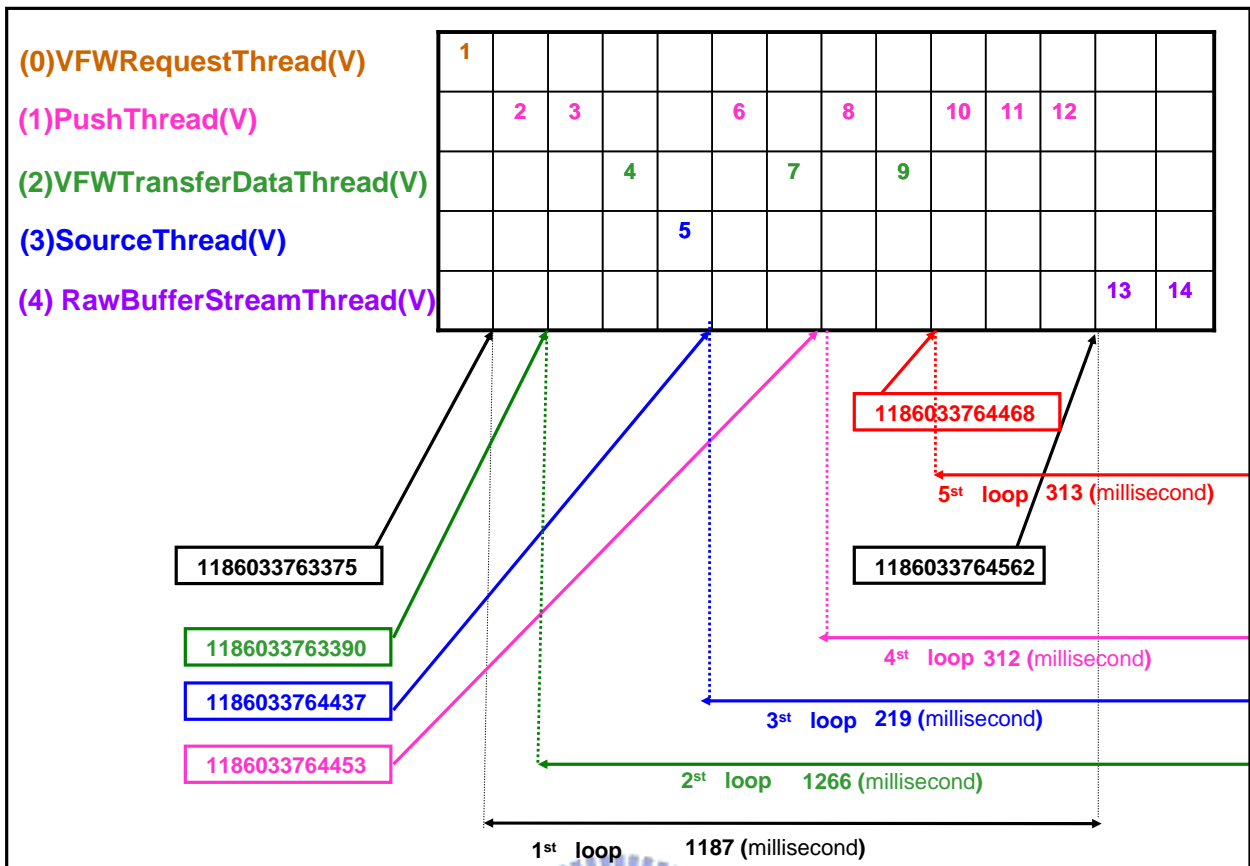 (0)VFWRequestThread(V)
1
(1)PushThread(V)
2 3 6 8 10 11 12
(2)VFWTransferDataThread(V)
4 7 9
(3)SourceThread(V)
5
(4) RawBufferStreamThread(V)
13 14
1186033764468
5st loop 313 (millisecond)
1186033763375
1186033764562
1186033763390
4st loop 312 (millisecond)
1186033764437
3st loop 219 (millisecond)
1186033764453
2st loop 1266 (millisecond)
1st loop 1187 (millisecond)